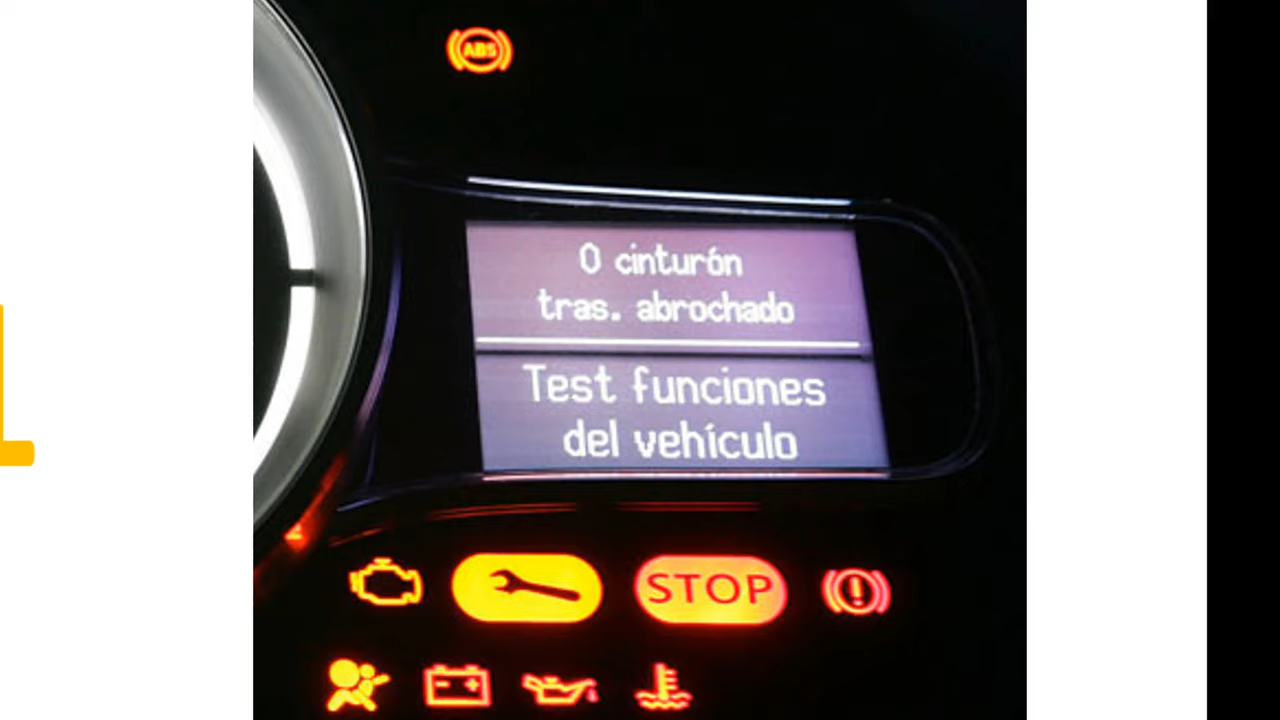 ABS
0 cinturón
tras. abrochado
Test funciones
del vehículo
STOP